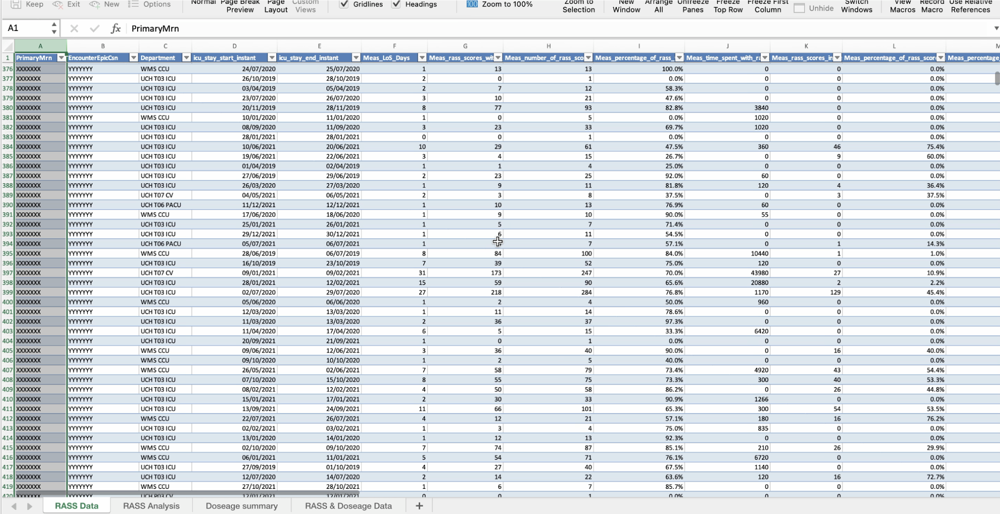 Keep Exit New Options Normal Page Break Preview Page Layout Custom Views Gridlines Headings 100 Zoom to 100% Zoom to Selection New Window Arrange All Unfreeze Panes Freeze Top Row Freeze First Column Unhide Switch Windows View Macros Record Macro Use Relative References
A1 fx PrimaryMrn
A B C D E F G H I J K L M
1 PrimaryMrn EncounterEpicCsn Department icu_stay_start_instant icu_stay_end_instant Meas_LoS_Days Meas_rass_scores_wit Meas_number_of_rass_sco Meas_percentage_of_rass_ Meas_time_spent_with_ra Meas_rass_scores_in Meas_percentage_of_rass_scor Meas_percentage_
376 XXXXXXX YYYYYYY WMS CCU 24/07/2020 25/07/2020 1 13 13 100.0% 0 0 0.0%
377 XXXXXXX YYYYYYY UCH T03 ICU 26/10/2019 28/10/2019 2 0 1 0.0% 0 0 0.0%
378 XXXXXXX YYYYYYY UCH T03 ICU 03/04/2019 05/04/2019 2 7 12 58.3% 0 0 0.0%
379 XXXXXXX YYYYYYY UCH T03 ICU 23/07/2020 26/07/2020 3 10 21 47.6% 0 0 0.0%
380 XXXXXXX YYYYYYY UCH T03 ICU 20/11/2019 28/11/2019 8 77 93 82.8% 3840 0 0.0%
381 XXXXXXX YYYYYYY WMS CCU 10/01/2020 11/01/2020 1 0 5 0.0% 1020 0 0.0%
382 XXXXXXX YYYYYYY UCH T03 ICU 08/09/2020 11/09/2020 3 23 33 69.7% 1020 0 0.0%
383 XXXXXXX YYYYYYY UCH T03 ICU 28/01/2021 28/01/2021 0 0 1 0.0% 0 0 0.0%
384 XXXXXXX YYYYYYY UCH T03 ICU 10/06/2021 20/06/2021 10 29 61 47.5% 360 46 75.4%
385 XXXXXXX YYYYYYY UCH T03 ICU 19/06/2021 22/06/2021 3 4 15 26.7% 0 9 60.0%
386 XXXXXXX YYYYYYY UCH T03 ICU 01/04/2019 02/04/2019 1 1 4 25.0% 0 0 0.0%
387 XXXXXXX YYYYYYY UCH T03 ICU 27/06/2019 29/06/2019 2 23 25 92.0% 60 0 0.0%
388 XXXXXXX YYYYYYY UCH T03 ICU 26/03/2020 27/03/2020 1 9 11 81.8% 120 4 36.4%
389 XXXXXXX YYYYYYY UCH T07 CV 04/05/2021 06/05/2021 2 3 8 37.5% 0 3 37.5%
390 XXXXXXX YYYYYYY UCH T06 PACU 11/12/2021 12/12/2021 1 10 13 76.9% 60 0 0.0%
391 XXXXXXX YYYYYYY WMS CCU 17/06/2020 18/06/2020 1 9 10 90.0% 55 0 0.0%
392 XXXXXXX YYYYYYY UCH T03 ICU 25/01/2021 26/01/2021 1 5 7 71.4% 0 0 0.0%
393 XXXXXXX YYYYYYY UCH T03 ICU 29/12/2021 30/12/2021 1 6 11 54.5% 0 0 0.0%
394 XXXXXXX YYYYYYY UCH T06 PACU 05/07/2021 06/07/2021 1 7 57.1% 0 1 14.3%
395 XXXXXXX YYYYYYY WMS CCU 28/06/2019 06/07/2019 8 84 100 84.0% 10440 1 1.0%
396 XXXXXXX YYYYYYY UCH T03 ICU 16/10/2019 23/10/2019 7 39 52 75.0% 120 0 0.0%
397 XXXXXXX YYYYYYY UCH T07 CV 09/01/2021 09/02/2021 31 173 247 70.0% 43980 27 10.9%
398 XXXXXXX YYYYYYY UCH T03 ICU 28/01/2021 12/02/2021 15 59 90 65.6% 20880 2 2.2%
399 XXXXXXX YYYYYYY UCH T03 ICU 02/07/2020 29/07/2020 27 218 284 76.8% 1170 129 45.4%
400 XXXXXXX YYYYYYY WMS CCU 05/06/2020 06/06/2020 1 2 4 50.0% 960 0 0.0%
401 XXXXXXX YYYYYYY UCH T03 ICU 12/03/2020 13/03/2020 1 11 14 78.6% 0 0 0.0%
402 XXXXXXX YYYYYYY UCH T03 ICU 11/03/2020 13/03/2020 2 36 37 97.3% 0 0 0.0%
403 XXXXXXX YYYYYYY UCH T03 ICU 11/04/2020 17/04/2020 6 5 15 33.3% 6420 0 0.0%
404 XXXXXXX YYYYYYY UCH T03 ICU 20/09/2021 21/09/2021 1 0 1 0.0% 0 0 0.0%
405 XXXXXXX YYYYYYY WMS CCU 09/06/2021 12/06/2021 3 36 40 90.0% 0 16 40.0%
406 XXXXXXX YYYYYYY WMS CCU 09/10/2020 10/10/2020 1 2 5 40.0% 0 0 0.0%
407 XXXXXXX YYYYYYY WMS CCU 26/05/2021 02/06/2021 7 58 79 73.4% 4920 43 54.4%
408 XXXXXXX YYYYYYY UCH T03 ICU 07/10/2020 15/10/2020 8 55 75 73.3% 300 40 53.3%
409 XXXXXXX YYYYYYY UCH T03 ICU 08/02/2021 12/02/2021 4 50 58 86.2% 0 26 44.8%
410 XXXXXXX YYYYYYY UCH T03 ICU 15/01/2021 17/01/2021 2 30 33 90.9% 1266 0 0.0%
411 XXXXXXX YYYYYYY UCH T03 ICU 13/09/2021 24/09/2021 11 66 101 65.3% 300 54 53.5%
412 XXXXXXX YYYYYYY WMS CCU 22/07/2021 26/07/2021 4 12 21 57.1% 180 16 76.2%
413 XXXXXXX YYYYYYY UCH T03 ICU 02/02/2021 03/02/2021 1 3 4 75.0% 835 0 0.0%
414 XXXXXXX YYYYYYY UCH T03 ICU 13/01/2020 14/01/2020 1 12 13 92.3% 0 0 0.0%
415 XXXXXXX YYYYYYY WMS CCU 02/10/2020 09/10/2020 7 74 87 85.1% 210 26 29.9%
416 XXXXXXX YYYYYYY WMS CCU 06/01/2021 11/01/2021 5 54 71 76.1% 6720 0 0.0%
417 XXXXXXX YYYYYYY UCH T03 ICU 27/09/2019 01/10/2019 4 27 40 67.5% 1140 0 0.0%
418 XXXXXXX YYYYYYY UCH T03 ICU 12/07/2020 14/07/2020 2 14 22 63.6% 120 16 72.7%
419 XXXXXXX YYYYYYY WMS CCU 27/10/2021 28/10/2021 1 6 7 85.7% 0 0 0.0%
420 UCH P03 CV 12/01/2021 12/01/2021 0 0 1 0.0% 0 0 0.0%
RASS Data RASS Analysis Doseage summary RASS & Doseage Data +